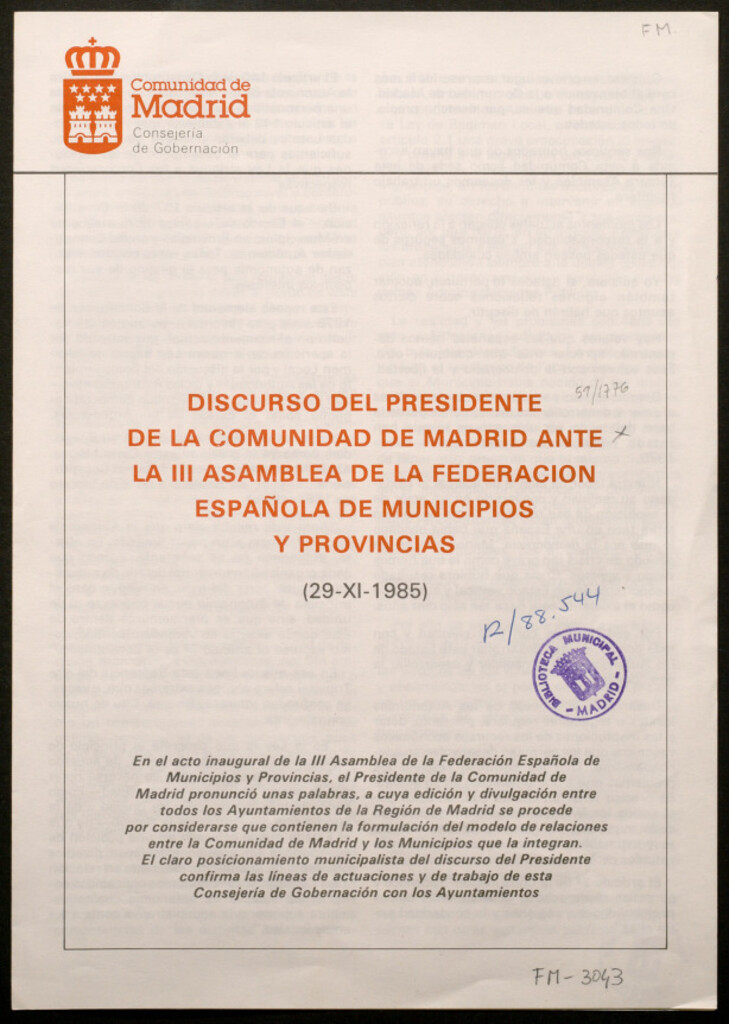 FM
Comunidad de
Madrid
Consejería
de Gobernación
59/1776
DISCURSO DEL PRESIDENTE
DE LA COMUNIDAD DE MADRID ANTE x
LA III ASAMBLEA DE LA FEDERACION
ESPAÑOLA DE MUNICIPIOS
Y PROVINCIAS
(29-XI-1985)
R/88.544
BIBLIOTECA MUNICIPAL
- MADRID -
En el acto inaugural de la III Asamblea de la Federación Española de
Municipios y Provincias, el Presidente de la Comunidad de
Madrid pronunció unas palabras, a cuya edición y divulgación entre
todos los Ayuntamientos de la Región de Madrid se procede
por considerarse que contienen la formulación del modelo de relaciones
entre la Comunidad de Madrid y los Municipios que la integran.
El claro posicionamiento municipalista del discurso del Presidente
confirma las líneas de actuaciones y de trabajo de esta
Consejería de Gobernación con los Ayuntamientos
FM-3043